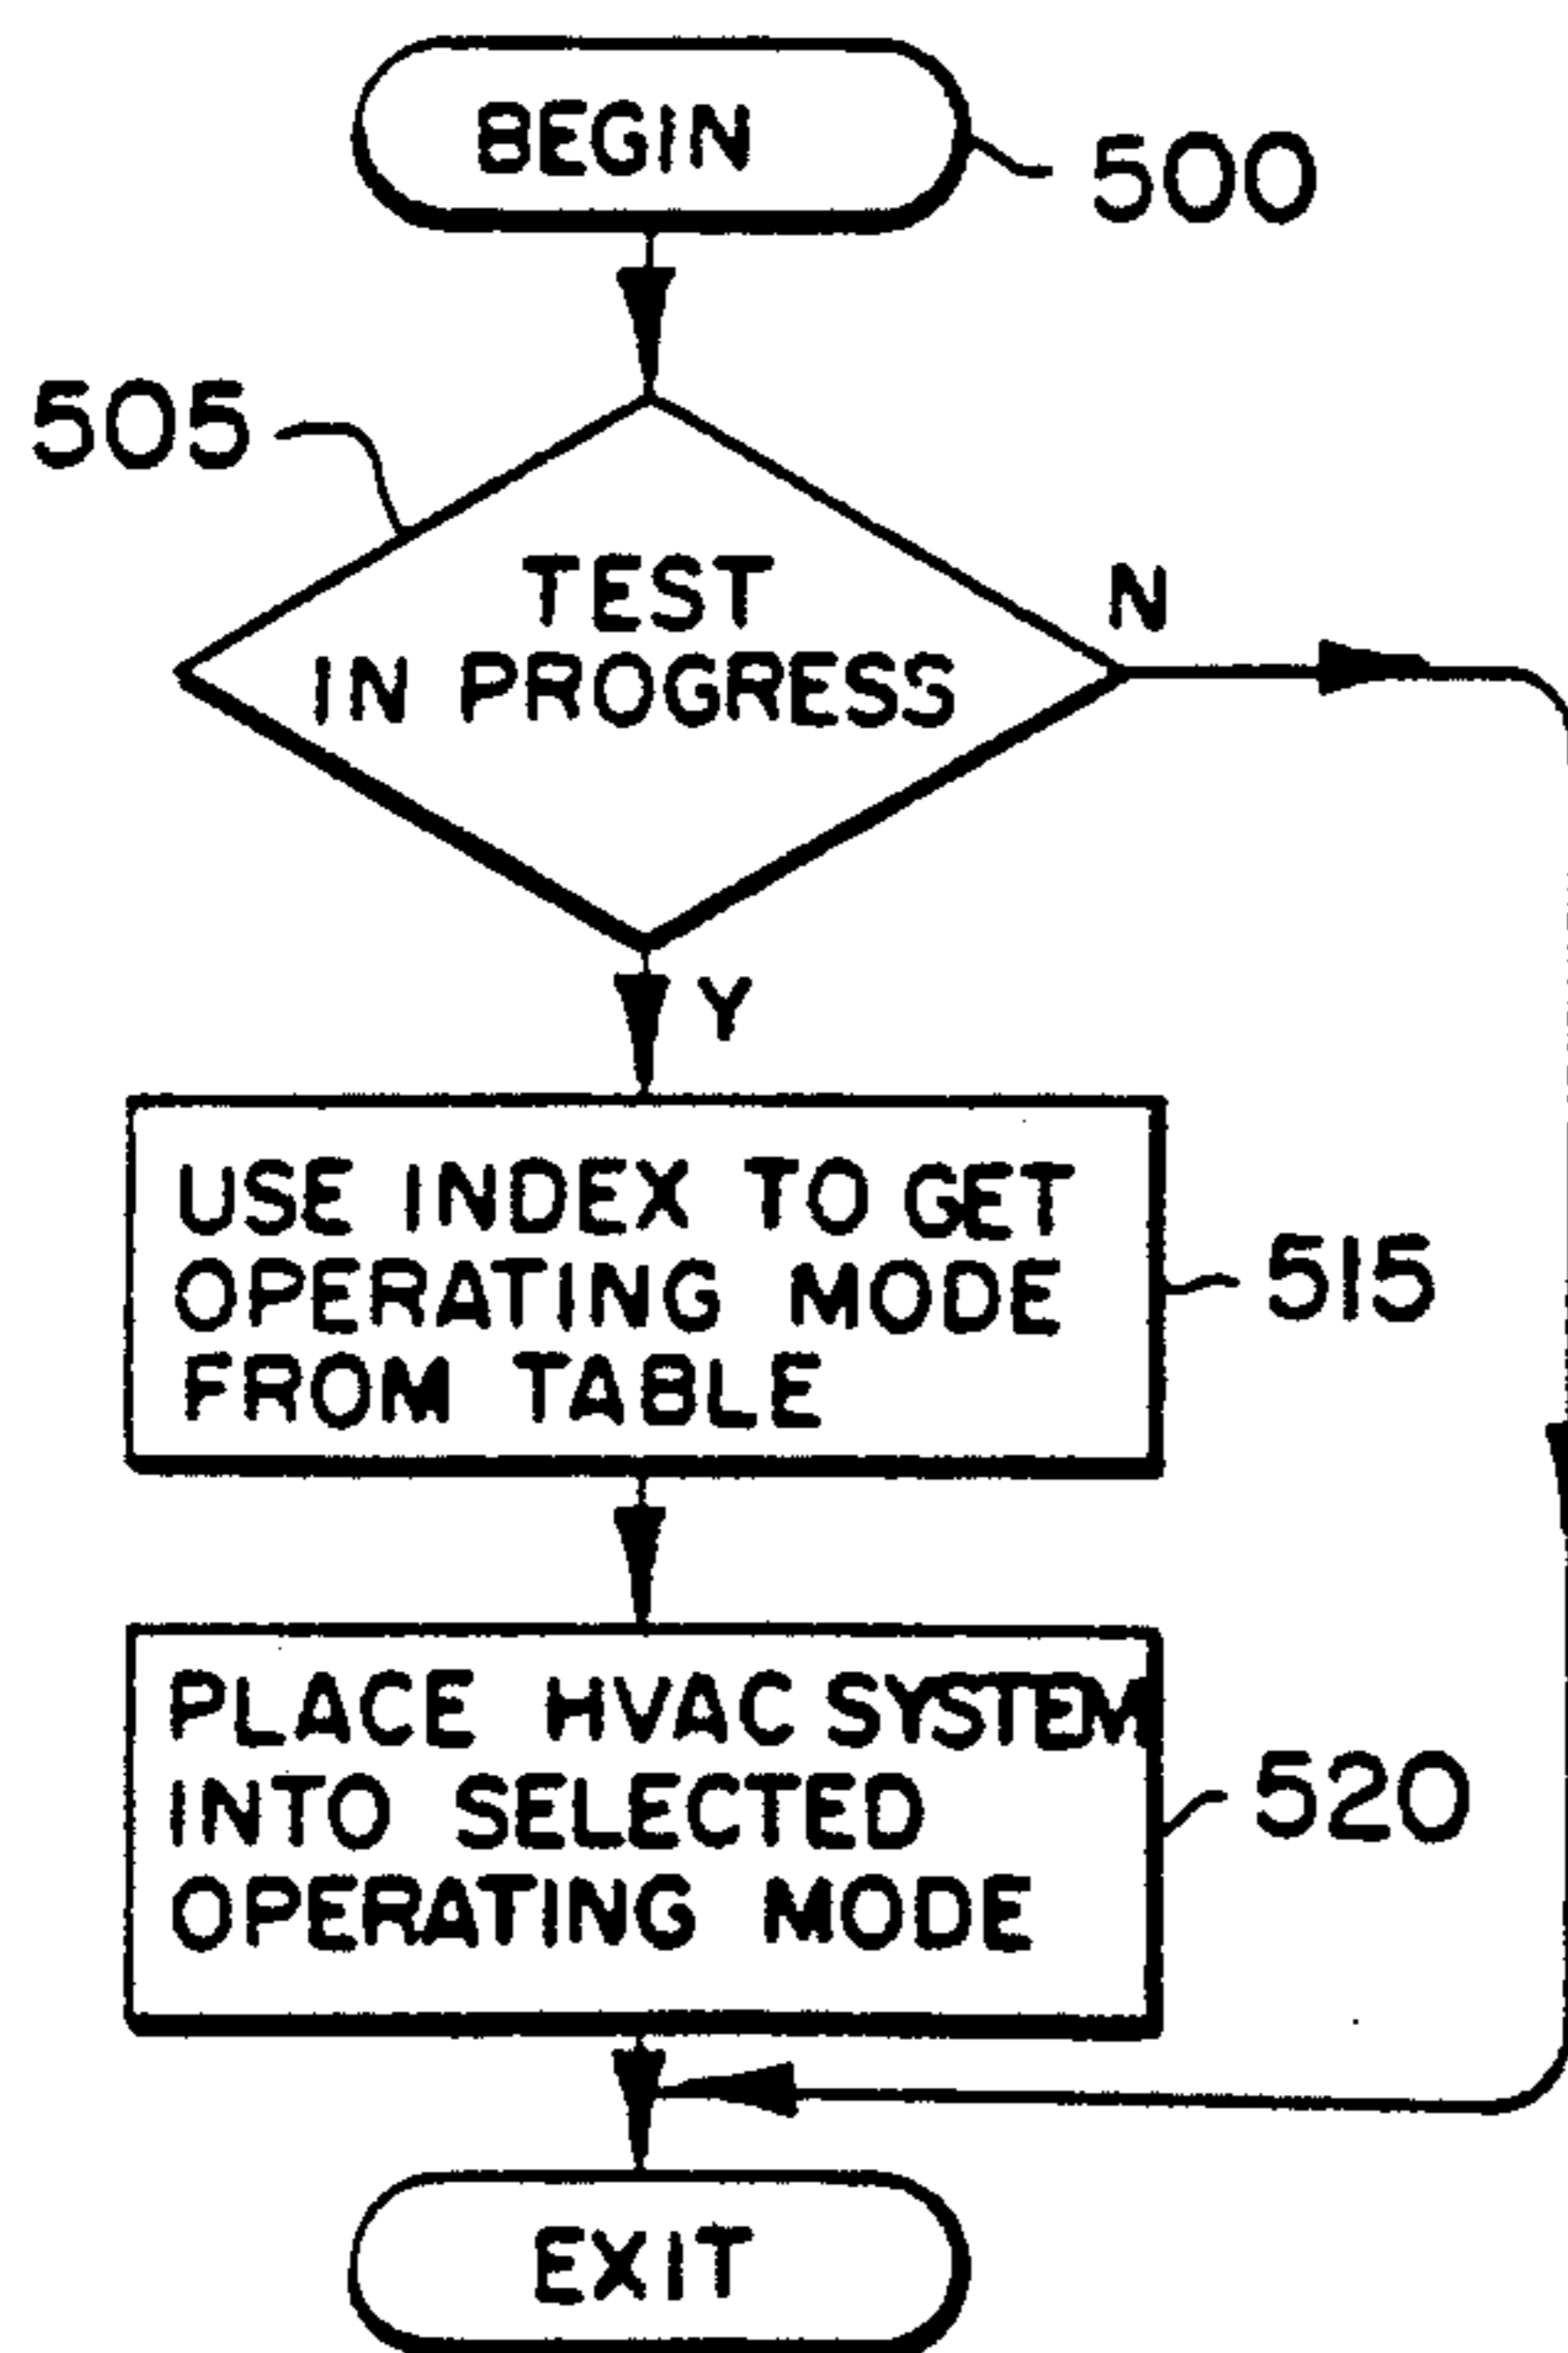 BEGIN
500
505
TEST
IN PROGRESS
N
Y
USE INDEX TO GET
OPERATING MODE
FROM TABLE
515
PLACE HVAC SYSTEM
INTO SELECTED
OPERATING MODE
520
EXIT